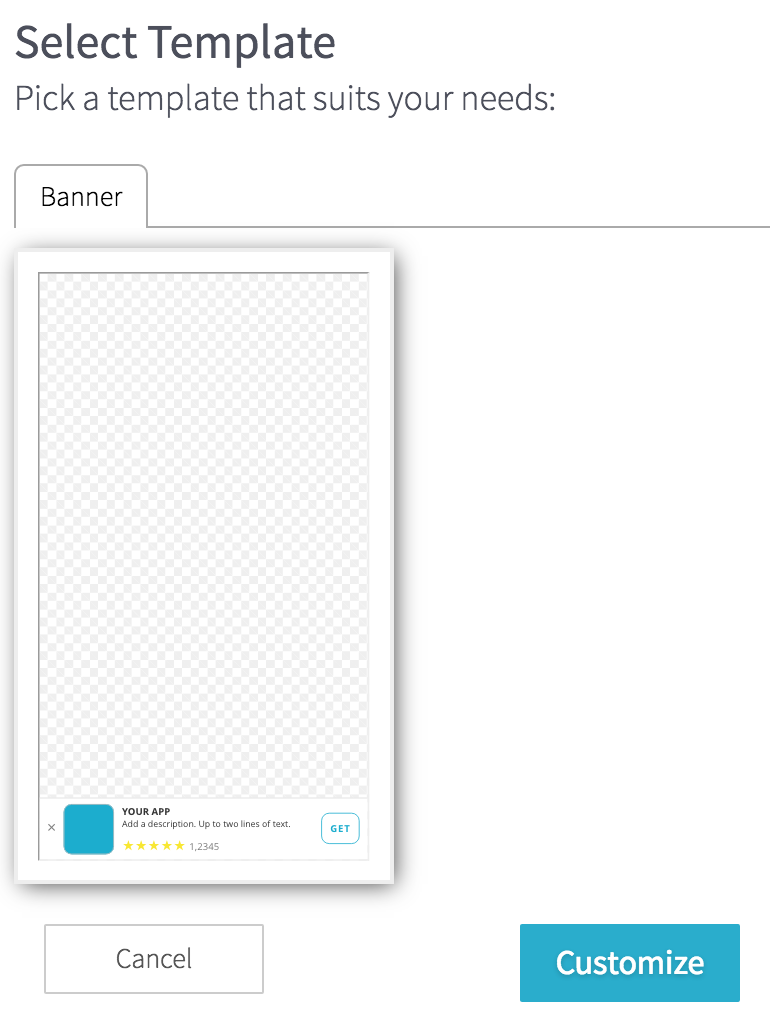 Select Template
Pick a template that suits your needs:
Banner
YOUR APP
Add a description. Up to two lines of text.
★★★★★ 1,2345
× GET
Cancel
Customize